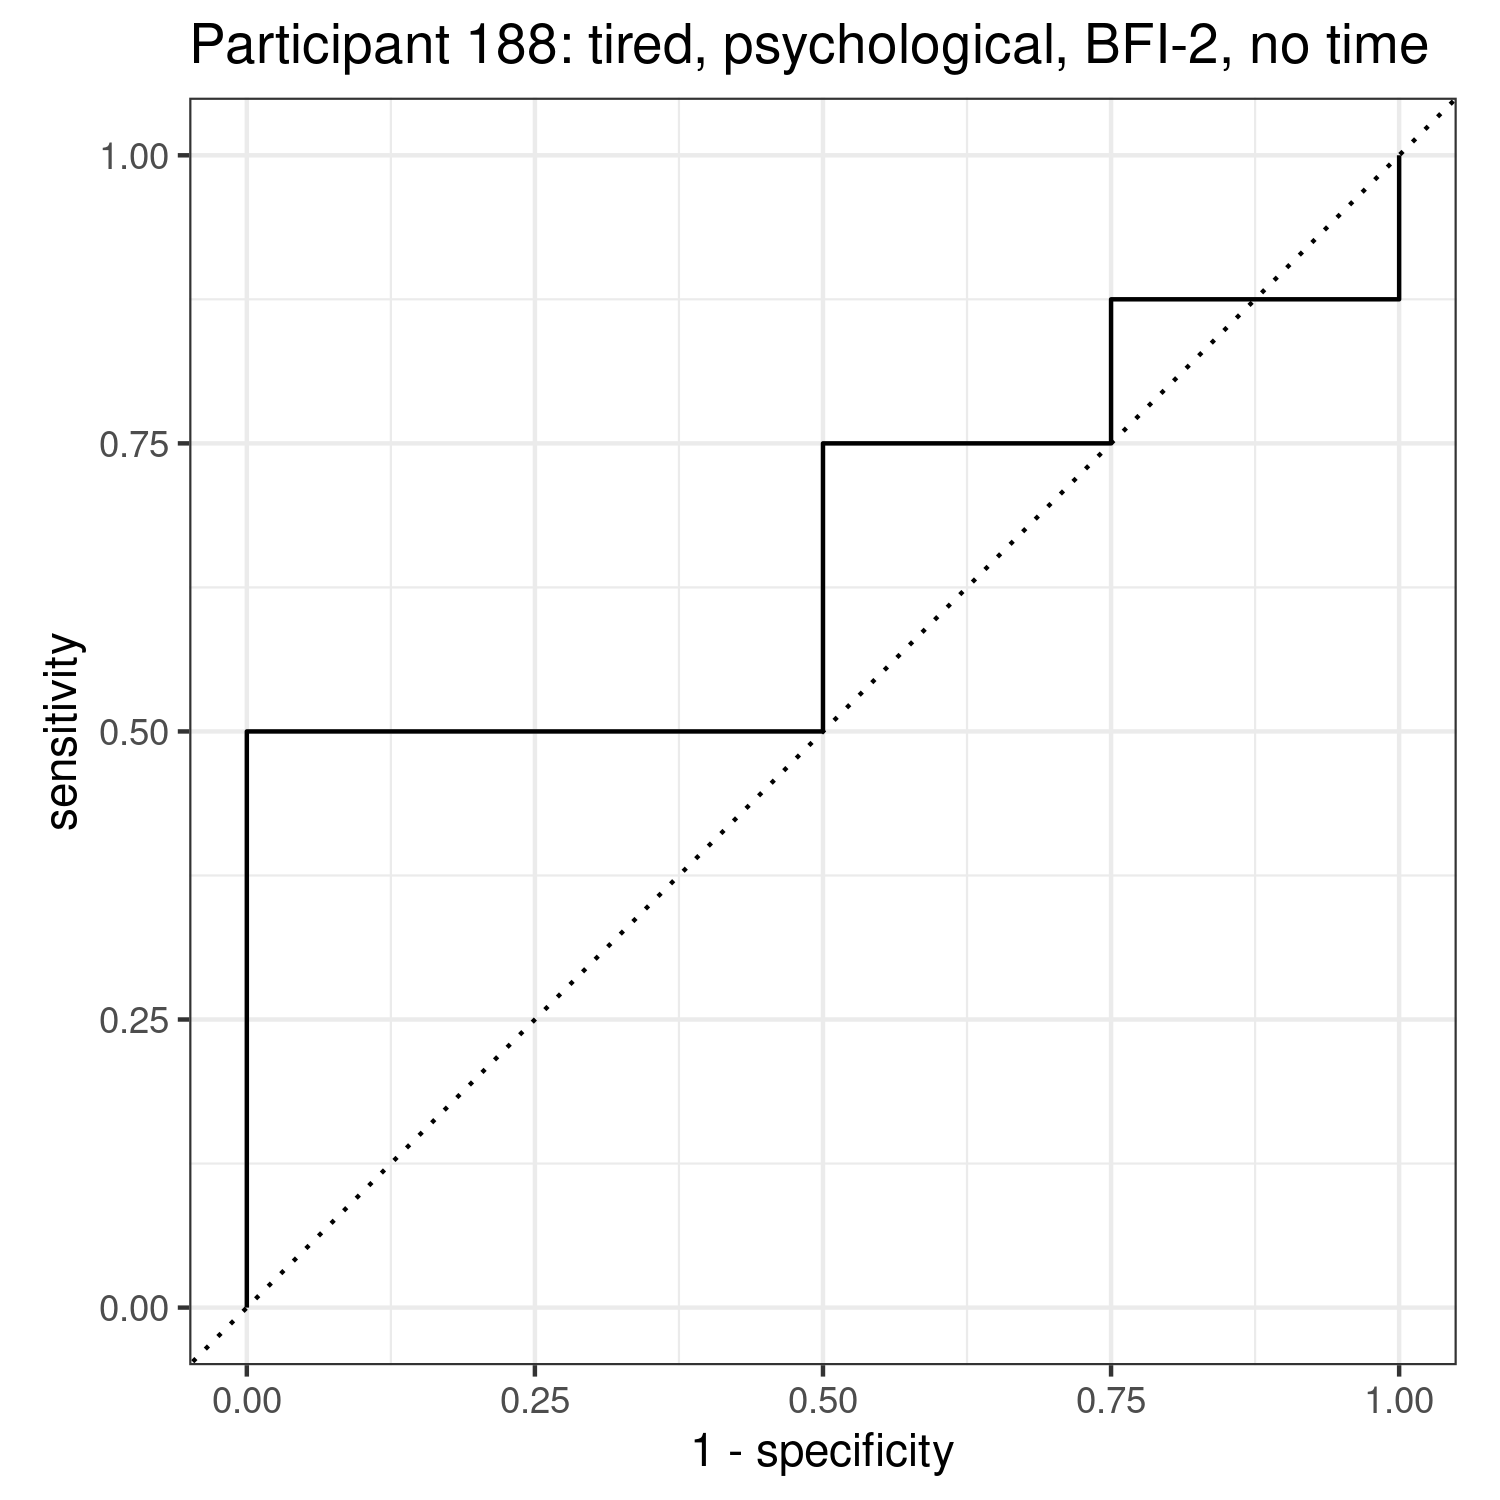 Participant 188: tired, psychological, BFI-2, no time
1.00
0.75
0.50
0.25
0.00
sensitivity
0.00 0.25 0.50 0.75 1.00
1 - specificity